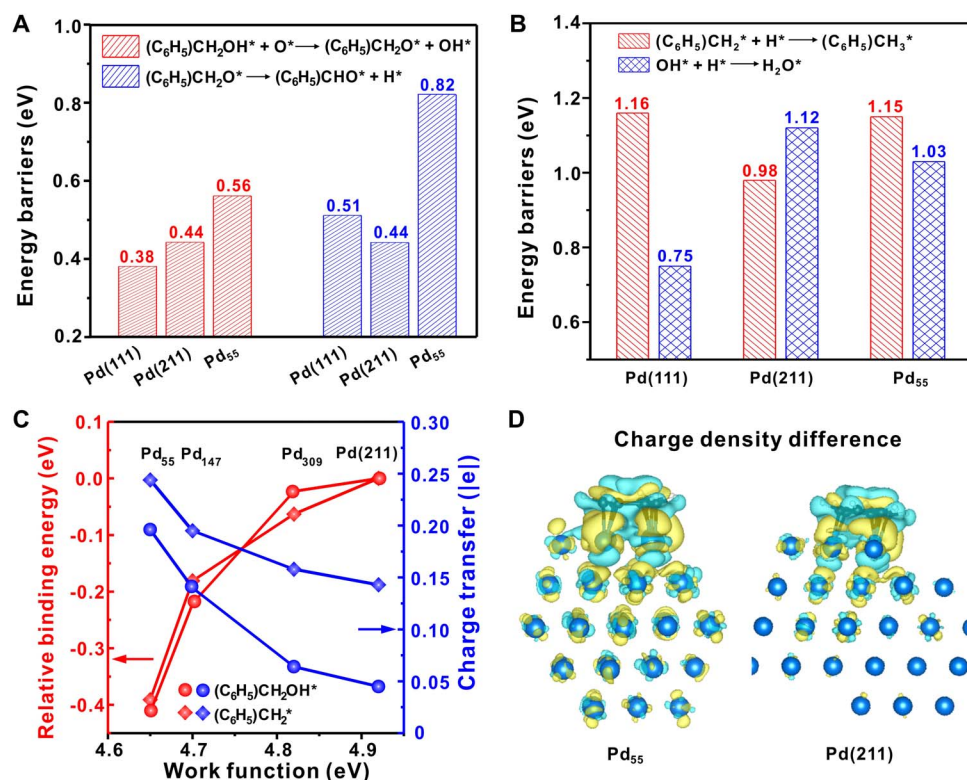 A
(C6H5)CH2OH* + O* → (C6H5)CH2O* + OH*
(C6H5)CH2O* → (C6H5)CHO* + H*
Energy barriers (eV)
1.0
0.8
0.6
0.4
0.2
0.38
0.44
0.56
0.51
0.44
0.82
Pd(111)
Pd(211)
Pd55
Pd(111)
Pd(211)
Pd55
B
(C6H5)CH2* + H* → (C6H5)CH3*
OH* + H* → H2O*
Energy barriers (eV)
1.4
1.2
1.0
0.8
0.6
1.16
0.75
0.98
1.12
1.15
1.03
Pd(111)
Pd(211)
Pd55
C
Relative binding energy (eV)
0.1
0.0
-0.1
-0.2
-0.3
-0.4
Pd55
Pd147
Pd309
Pd(211)
(C6H5)CH2OH*
(C6H5)CH2*
0.30
0.25
0.20
0.15
0.10
0.05
0
Charge transfer (|e|)
4.6
4.7
4.8
4.9
Work function (eV)
D
Charge density difference
Pd55
Pd(211)